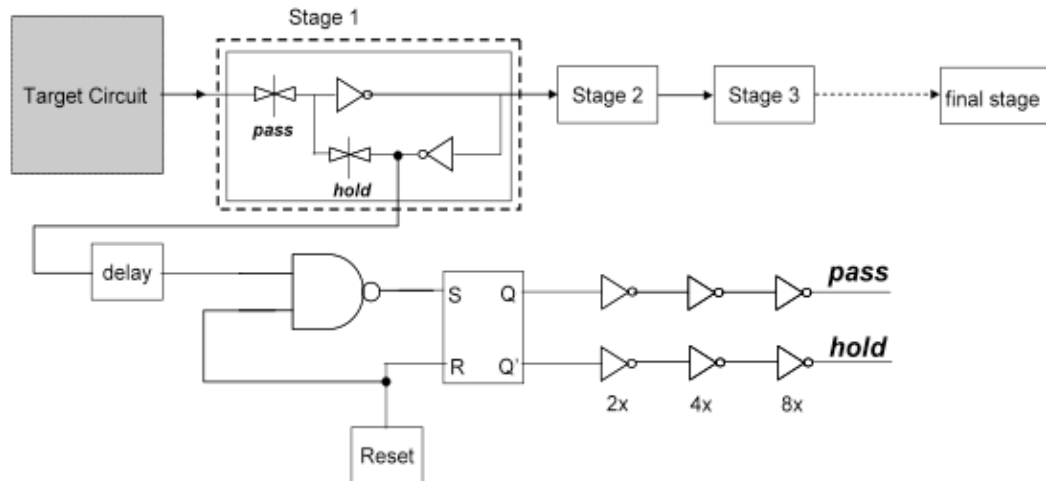 Stage 1
Target Circuit
pass
hold
Stage 2
Stage 3
final stage
delay
S
Q
R
Q'
pass
hold
2x
4x
8x
Reset